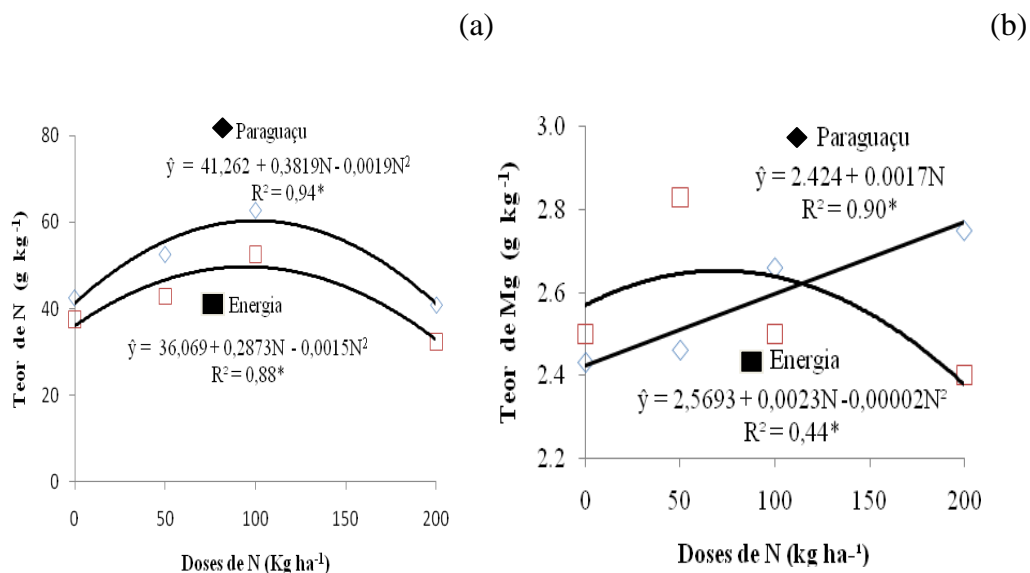 (a)
Teor de N (g kg⁻¹)
80
60
40
20
0
Paraguaçu
ŷ = 41,262 + 0,3819N - 0,0019N²
R² = 0,94*
Energia
ŷ = 36,069 + 0,2873N - 0,0015N²
R² = 0,88*
0 50 100 150 200
Doses de N (Kg ha⁻¹)
(b)
Teor de Mg (g kg⁻¹)
3.0
2.8
2.6
2.4
2.2
Paraguaçu
ŷ = 2.424 + 0.0017N
R² = 0.90*
Energia
ŷ = 2,5693 + 0,0023N -0,00002N²
R² = 0,44*
0 50 100 150 200
Doses de N (kg ha-¹)